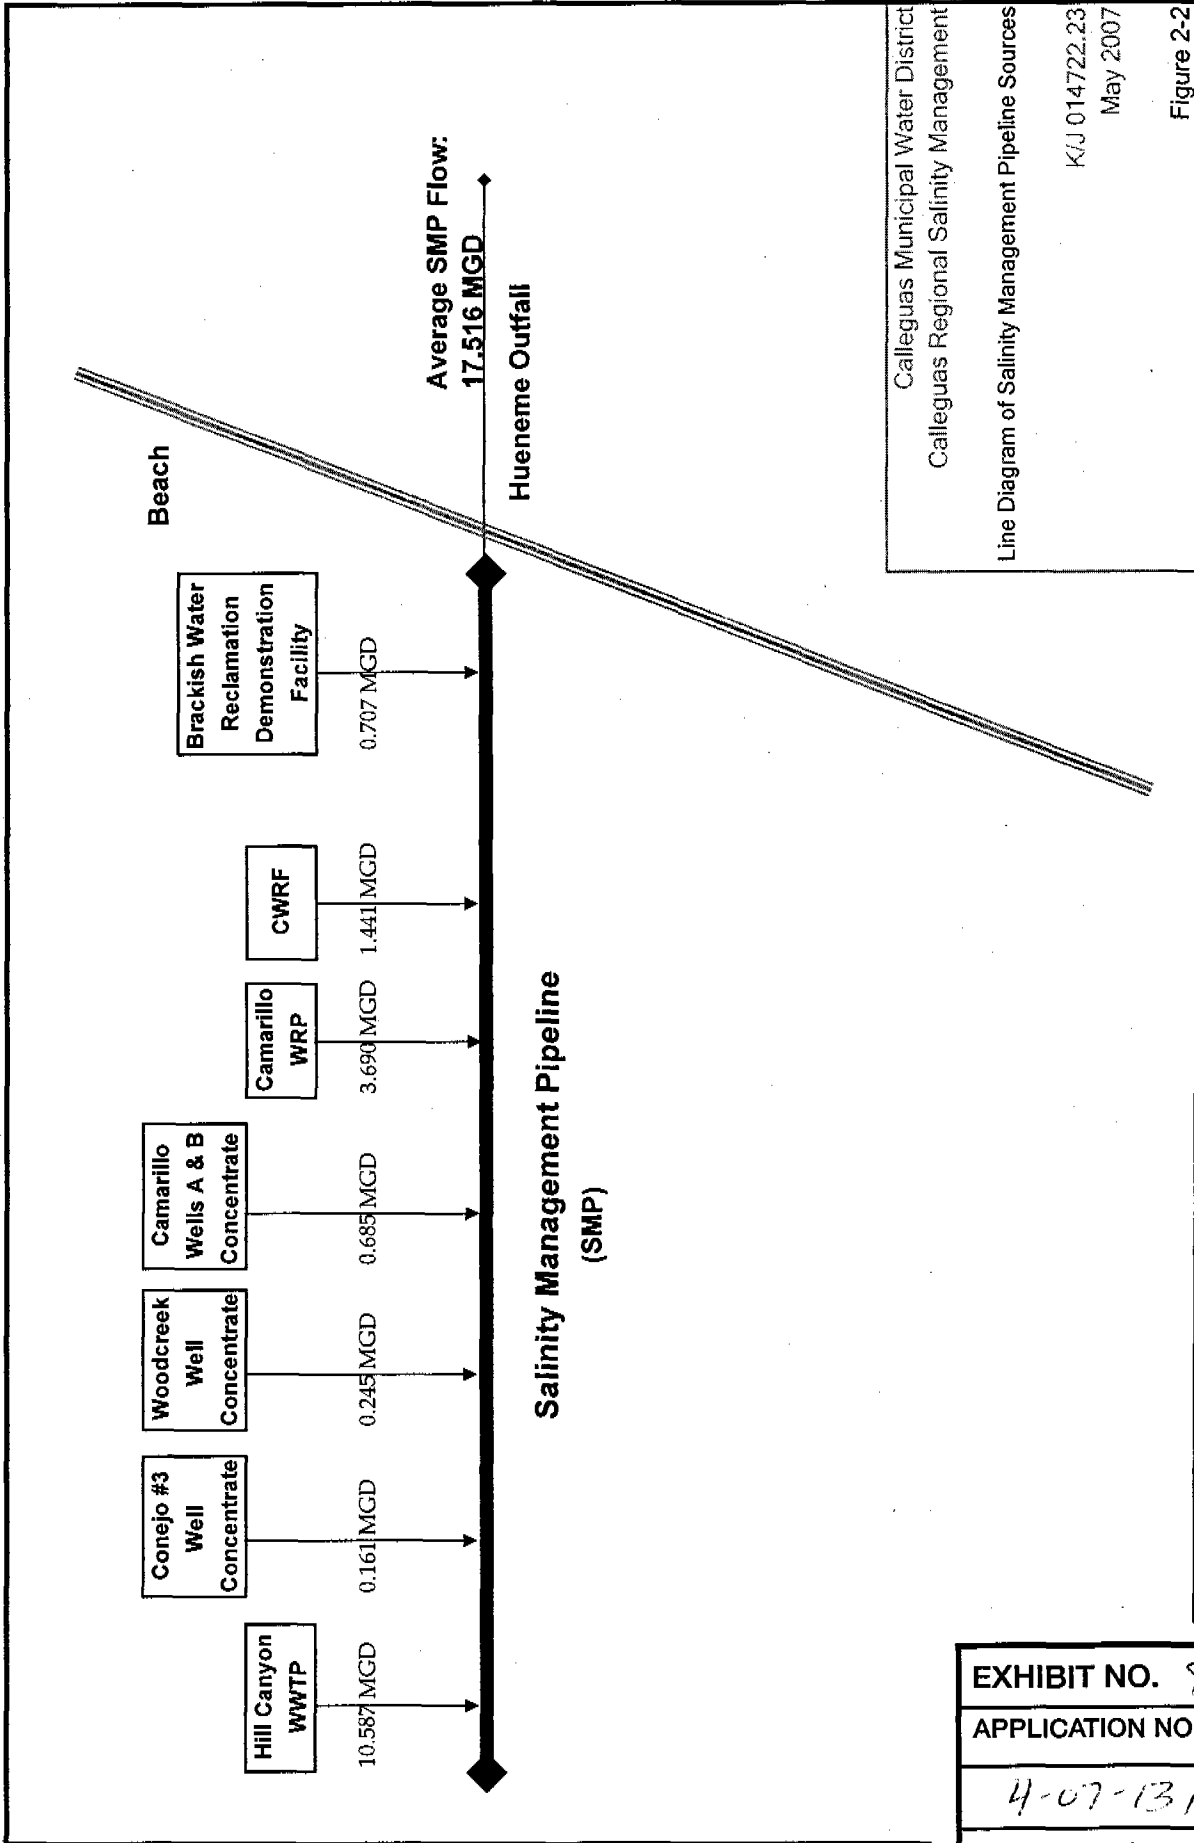 Beach
Brackish Water
Reclamation
Demonstration
Facility
0.707 MGD
CWRF
1.441 MGD
Camarillo
WRP
3.690 MGD
Camarillo
Wells A & B
Concentrate
0.685 MGD
Woodcreek
Well
Concentrate
0.245 MGD
Conejo #3
Well
Concentrate
0.161 MGD
Hill Canyon
WWTP
10.587 MGD
Average SMP Flow:
17.516 MGD
Hueneme Outfall
Salinity Management Pipeline
(SMP)
Calleguas Municipal Water District
Calleguas Regional Salinity Management
Line Diagram of Salinity Management Pipeline Sources
K/J 014722.23
May 2007
Figure 2-2
EXHIBIT NO.
APPLICATION NO
4-07-131